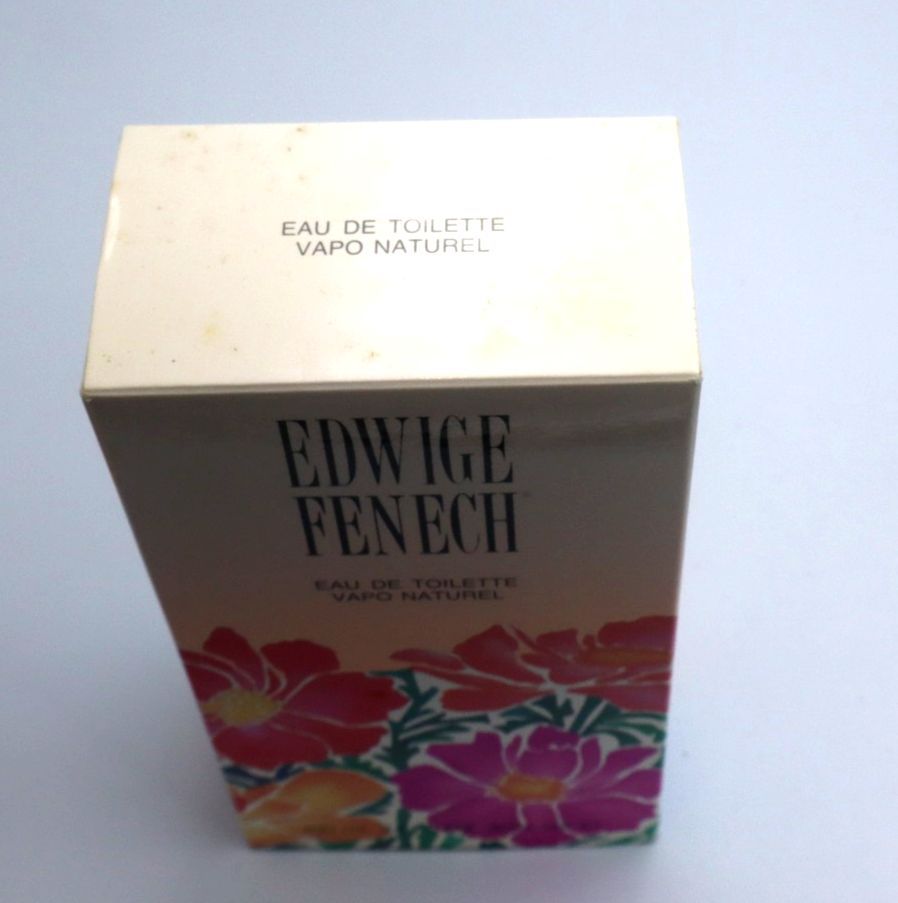 EAU DE TOILETTE
VAPO NATUREL
EDWIGE
FENECH
EAU DE TOILETTE
VAPO NATUREL